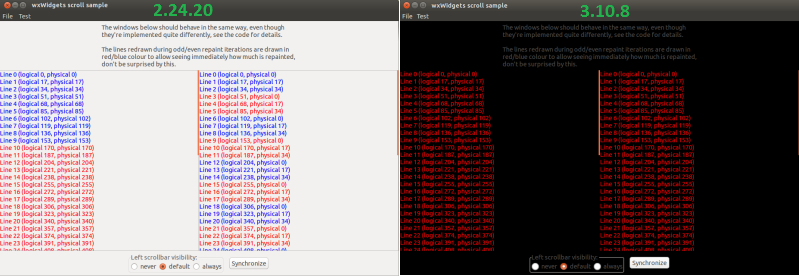 wxWidgets scroll sample
2.24.20
File Test
The windows below should behave in the same way, even though
they're implemented quite differently, see the code for details.
The lines redrawn during odd/even repaint iterations are drawn in
red/blue colour to allow seeing immediately how much is repainted,
don't be surprised by this.
Line 0 (logical 0, physical 0)
Line 1 (logical 17, physical 17)
Line 2 (logical 34, physical 34)
Line 3 (logical 51, physical 51)
Line 4 (logical 68, physical 68)
Line 5 (logical 85, physical 85)
Line 6 (logical 102, physical 102)
Line 7 (logical 119, physical 119)
Line 8 (logical 136, physical 136)
Line 9 (logical 153, physical 153)
Line 10 (logical 170, physical 170)
Line 11 (logical 187, physical 187)
Line 12 (logical 204, physical 204)
Line 13 (logical 221, physical 221)
Line 14 (logical 238, physical 238)
Line 15 (logical 255, physical 255)
Line 16 (logical 272, physical 272)
Line 17 (logical 289, physical 289)
Line 18 (logical 306, physical 306)
Line 19 (logical 323, physical 323)
Line 20 (logical 340, physical 340)
Line 21 (logical 357, physical 357)
Line 22 (logical 374, physical 374)
Line 23 (logical 391, physical 391)
Line 0 (logical 0, physical 0)
Line 1 (logical 17, physical 17)
Line 2 (logical 34, physical 34)
Line 3 (logical 51, physical 0)
Line 4 (logical 68, physical 17)
Line 5 (logical 85, physical 34)
Line 6 (logical 102, physical 0)
Line 7 (logical 119, physical 17)
Line 8 (logical 136, physical 34)
Line 9 (logical 153, physical 0)
Line 10 (logical 170, physical 17)
Line 11 (logical 187, physical 34)
Line 12 (logical 204, physical 0)
Line 13 (logical 221, physical 17)
Line 14 (logical 238, physical 34)
Line 15 (logical 255, physical 0)
Line 16 (logical 272, physical 17)
Line 17 (logical 289, physical 34)
Line 18 (logical 306, physical 0)
Line 19 (logical 323, physical 17)
Line 20 (logical 340, physical 34)
Line 21 (logical 357, physical 0)
Line 22 (logical 374, physical 17)
Line 23 (logical 391, physical 34)
Left scrollbar visibility:
never default always Synchronize
wxWidgets scroll sample
3.10.8
File Test
The windows below should behave in the same way, even though
they're implemented quite differently, see the code for details.
The lines redrawn during odd/even repaint iterations are drawn in
red/blue colour to allow seeing immediately how much is repainted,
don't be surprised by this.
Line 0 (logical 0, physical 0)
Line 1 (logical 17, physical 17)
Line 2 (logical 34, physical 34)
Line 3 (logical 51, physical 51)
Line 4 (logical 68, physical 68)
Line 5 (logical 85, physical 85)
Line 6 (logical 102, physical 102)
Line 7 (logical 119, physical 119)
Line 8 (logical 136, physical 136)
Line 9 (logical 153, physical 153)
Line 10 (logical 170, physical 170)
Line 11 (logical 187, physical 187)
Line 12 (logical 204, physical 204)
Line 13 (logical 221, physical 221)
Line 14 (logical 238, physical 238)
Line 15 (logical 255, physical 255)
Line 16 (logical 272, physical 272)
Line 17 (logical 289, physical 289)
Line 18 (logical 306, physical 306)
Line 19 (logical 323, physical 323)
Line 20 (logical 340, physical 340)
Line 21 (logical 357, physical 357)
Line 22 (logical 374, physical 374)
Line 23 (logical 391, physical 391)
Line 0 (logical 0, physical 0)
Line 1 (logical 17, physical 17)
Line 2 (logical 34, physical 34)
Line 3 (logical 51, physical 51)
Line 4 (logical 68, physical 68)
Line 5 (logical 85, physical 85)
Line 6 (logical 102, physical 102)
Line 7 (logical 119, physical 119)
Line 8 (logical 136, physical 136)
Line 9 (logical 153, physical 153)
Line 10 (logical 170, physical 170)
Line 11 (logical 187, physical 187)
Line 12 (logical 204, physical 204)
Line 13 (logical 221, physical 221)
Line 14 (logical 238, physical 238)
Line 15 (logical 255, physical 255)
Line 16 (logical 272, physical 272)
Line 17 (logical 289, physical 289)
Line 18 (logical 306, physical 306)
Line 19 (logical 323, physical 323)
Line 20 (logical 340, physical 340)
Line 21 (logical 357, physical 357)
Line 22 (logical 374, physical 374)
Line 23 (logical 391, physical 391)
Left scrollbar visibility:
never default always Synchronize